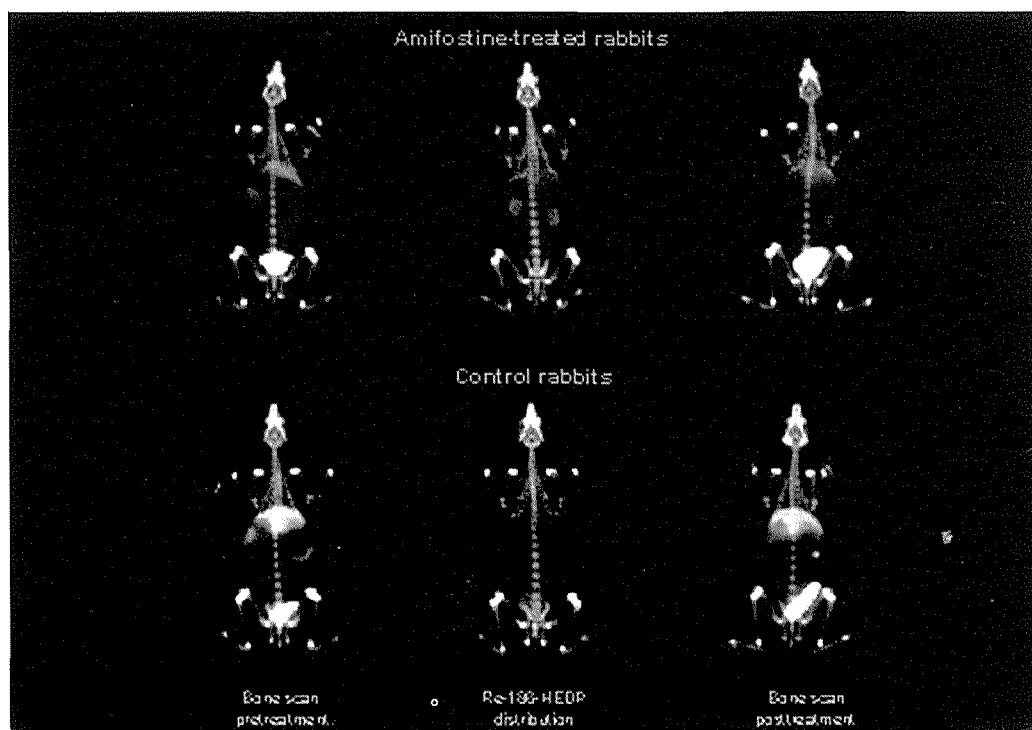 Amifostine-treated rabbits
Control rabbits
Bone scan
pretreatment
Re-186-HEDP
distribution
Bone scan
posttreatment